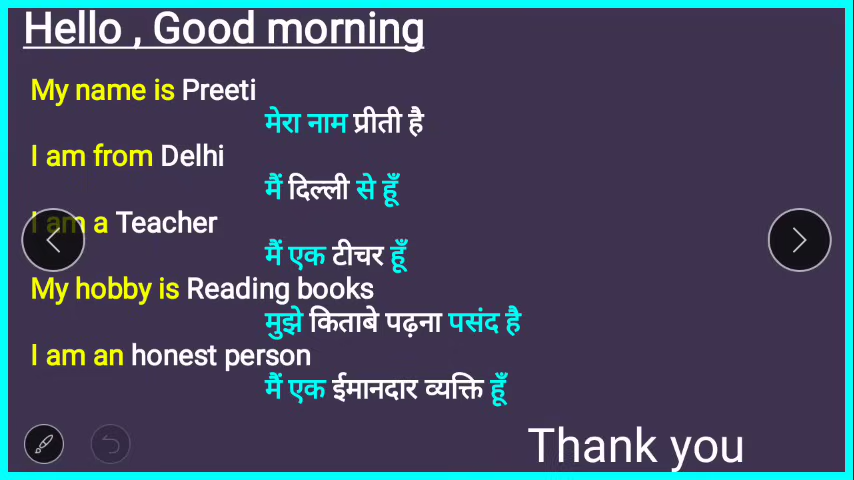 Hello , Good morning
My name is Preeti
मेरा नाम प्रीती है
I am from Delhi
मैं दिल्ली से हूँ
I am a Teacher
मैं एक टीचर हूँ
My hobby is Reading books
मुझे किताबे पढ़ना पसंद है
I am an honest person
मैं एक ईमानदार व्यक्ति हूँ
Thank you